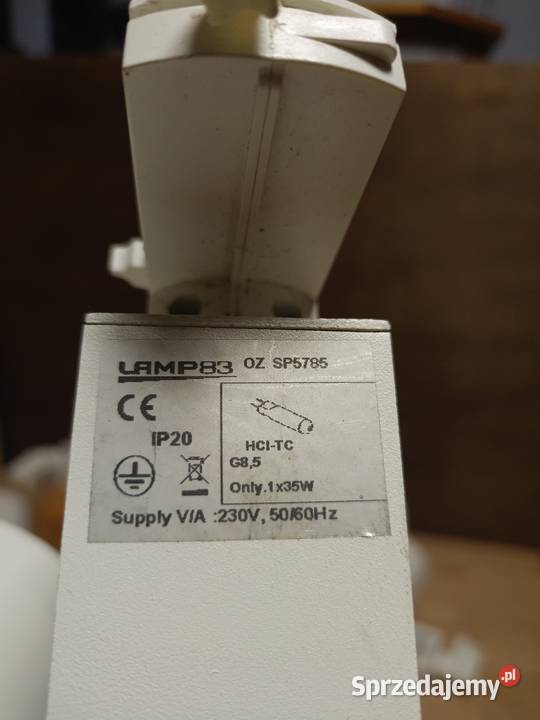 LAMP83 OZ SP5785
CE
IP20
HCI-TC
G8,5
Only.1x35W
Supply V/A :230V, 50/60Hz
Sprzedajemy.pl